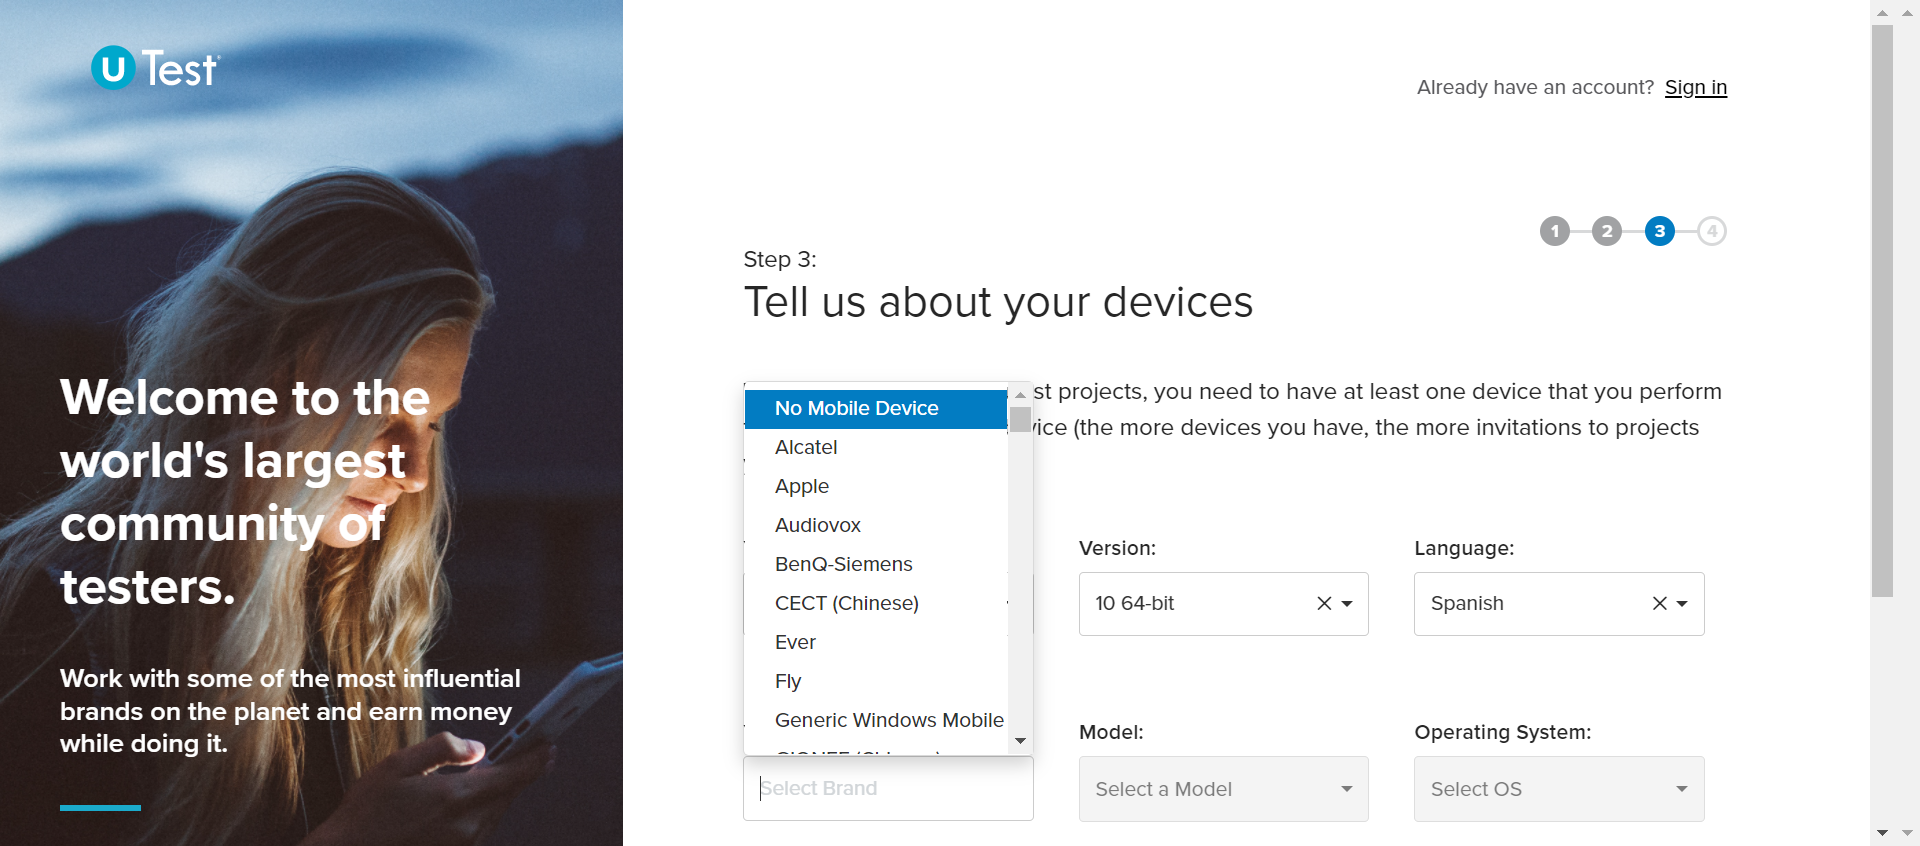 u Test
Already have an account? Sign in
1 2 3 4
Step 3:
Tell us about your devices
Welcome to the
world's largest
community of
testers.
Work with some of the most influential
brands on the planet and earn money
while doing it.
st projects, you need to have at least one device that you perform
vice (the more devices you have, the more invitations to projects
No Mobile Device
Alcatel
Apple
Audiovox
BenQ-Siemens
CECT (Chinese)
Ever
Fly
Generic Windows Mobile
Version:
10 64-bit
Language:
Spanish
Select Brand
Model:
Select a Model
Operating System:
Select OS